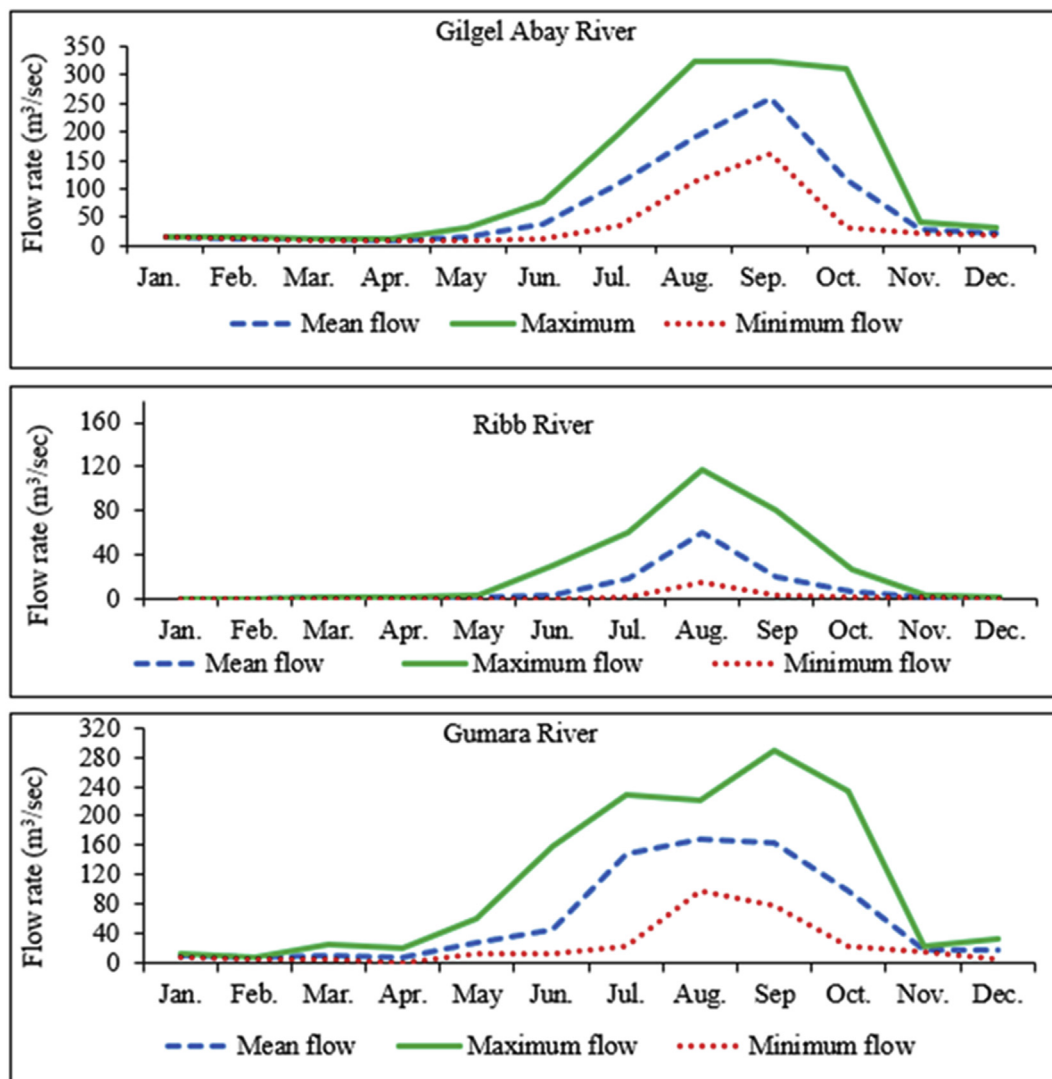 Gilgel Abay River
Flow rate (m³/sec)
350
300
250
200
150
100
50
0
Jan. Feb. Mar. Apr. May Jun. Jul. Aug. Sep. Oct. Nov. Dec.
Mean flow Maximum Minimum flow
Ribb River
Flow rate (m³/sec)
160
120
80
40
0
Jan. Feb. Mar. Apr. May Jun. Jul. Aug. Sep Oct. Nov. Dec.
Mean flow Maximum flow Minimum flow
Gumara River
Flow rate (m³/sec)
320
280
240
200
160
120
80
40
0
Jan. Feb. Mar. Apr. May Jun. Jul. Aug. Sep Oct. Nov. Dec.
Mean flow Maximum flow Minimum flow